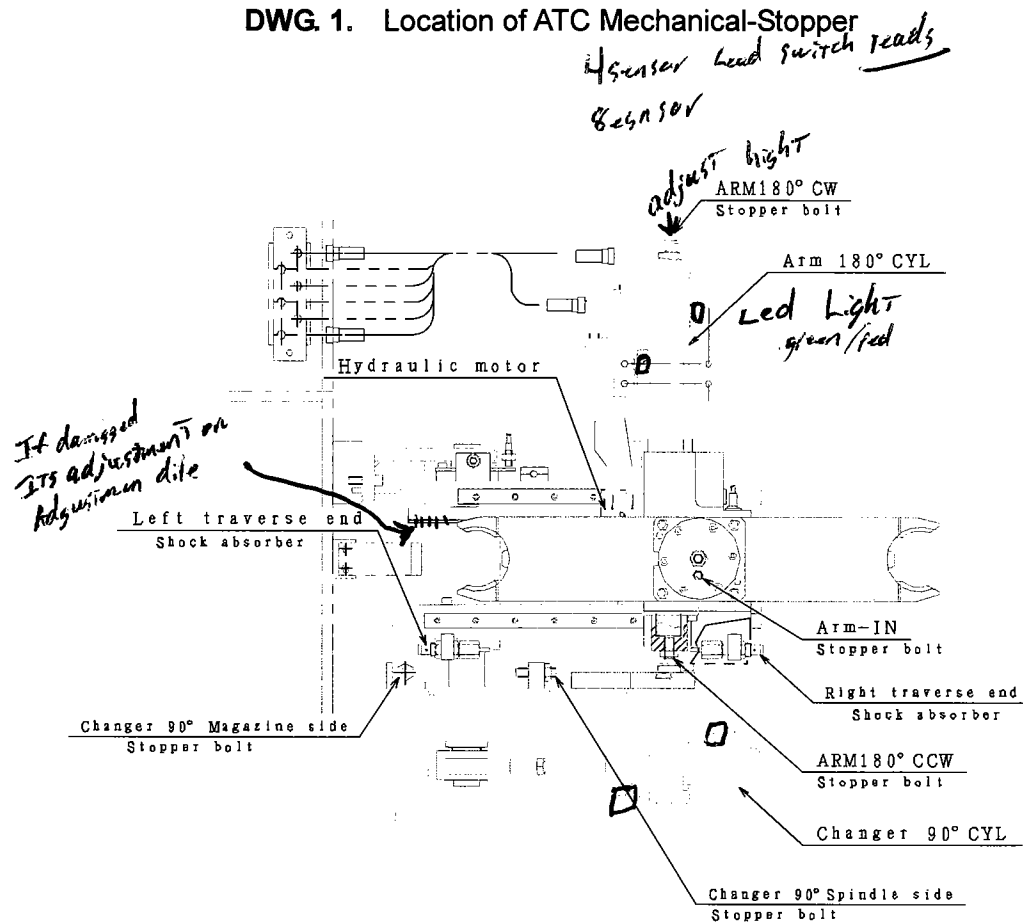 DWG. 1. Location of ATC Mechanical-Stopper
4sensor Lead switch reads
8esnsor
adjust hight
ARM180° CW
Stopper bolt
Arm 180° CYL
Led Light
green/red
Hydraulic motor
If damaged
ITS adjustment on
Left traverse end
Shock absorber
Arm-IN
Stopper bolt
Right traverse end
Shock absorber
Changer 90° Magazine side
Stopper bolt
ARM180° CCW
Stopper bolt
Changer 90° CYL
Changer 90° Spindle side
Stopper bolt